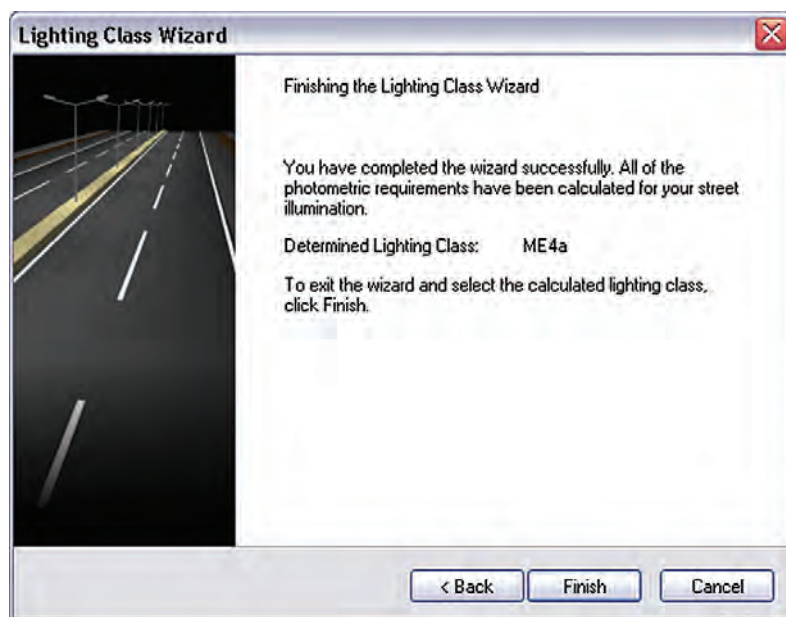 Lighting Class Wizard
Finishing the Lighting Class Wizard
You have completed the wizard successfully. All of the
photometric requirements have been calculated for your street
illumination.
Determined Lighting Class: ME4a
To exit the wizard and select the calculated lighting class,
click Finish.
< Back Finish Cancel